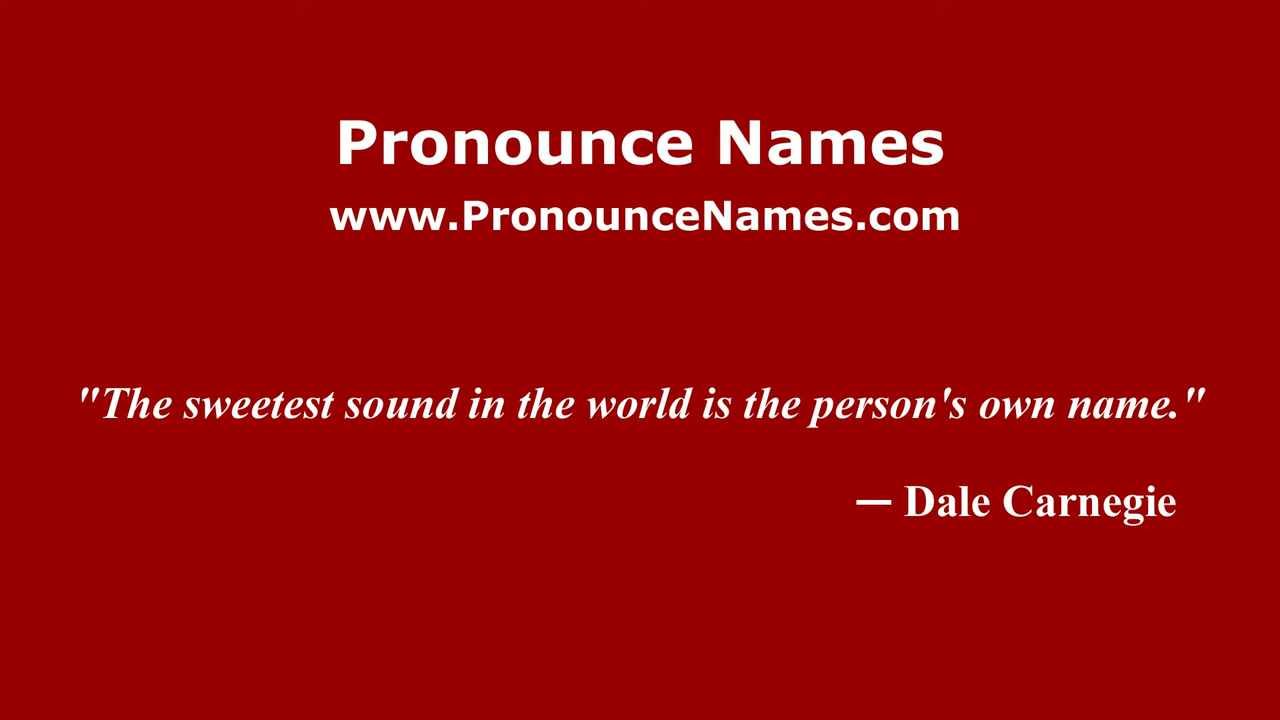 Pronounce Names
www.PronounceNames.com
"The sweetest sound in the world is the person's own name."
— Dale Carnegie